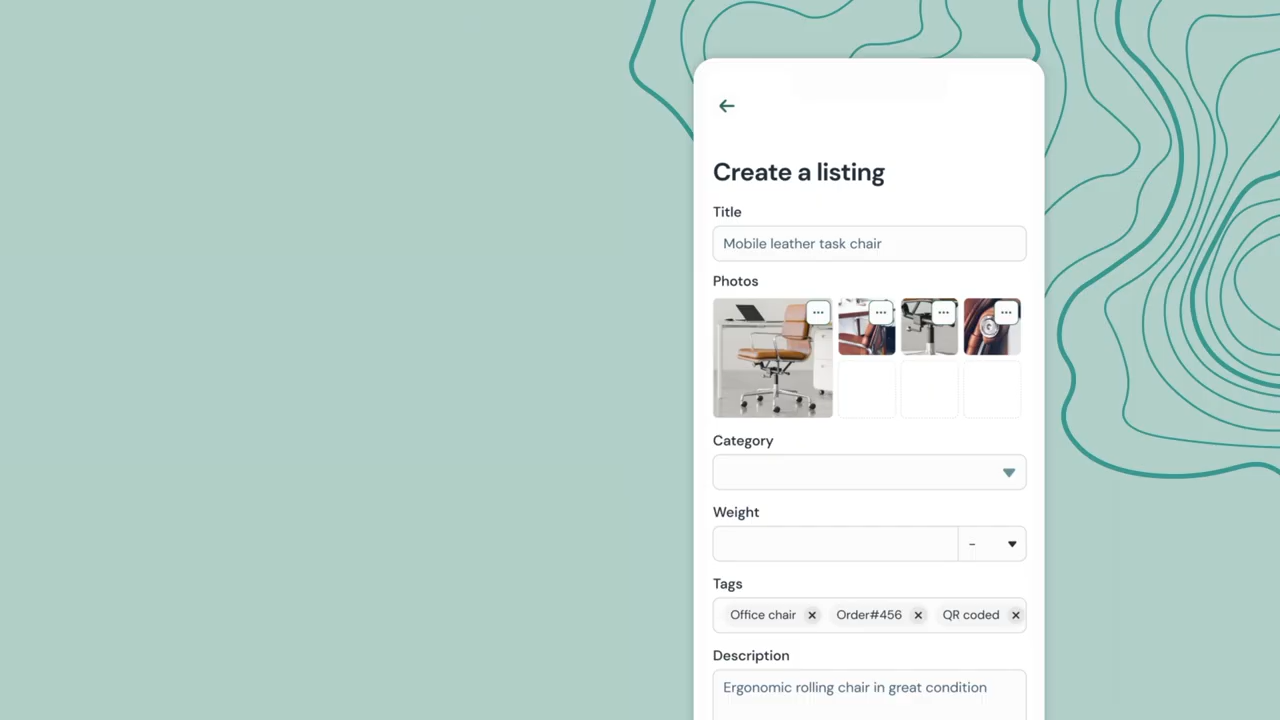 Create a listing
Title
Mobile leather task chair
Photos
Category
Weight
-
Tags
Office chair Order#456 QR coded
Description
Ergonomic rolling chair in great condition